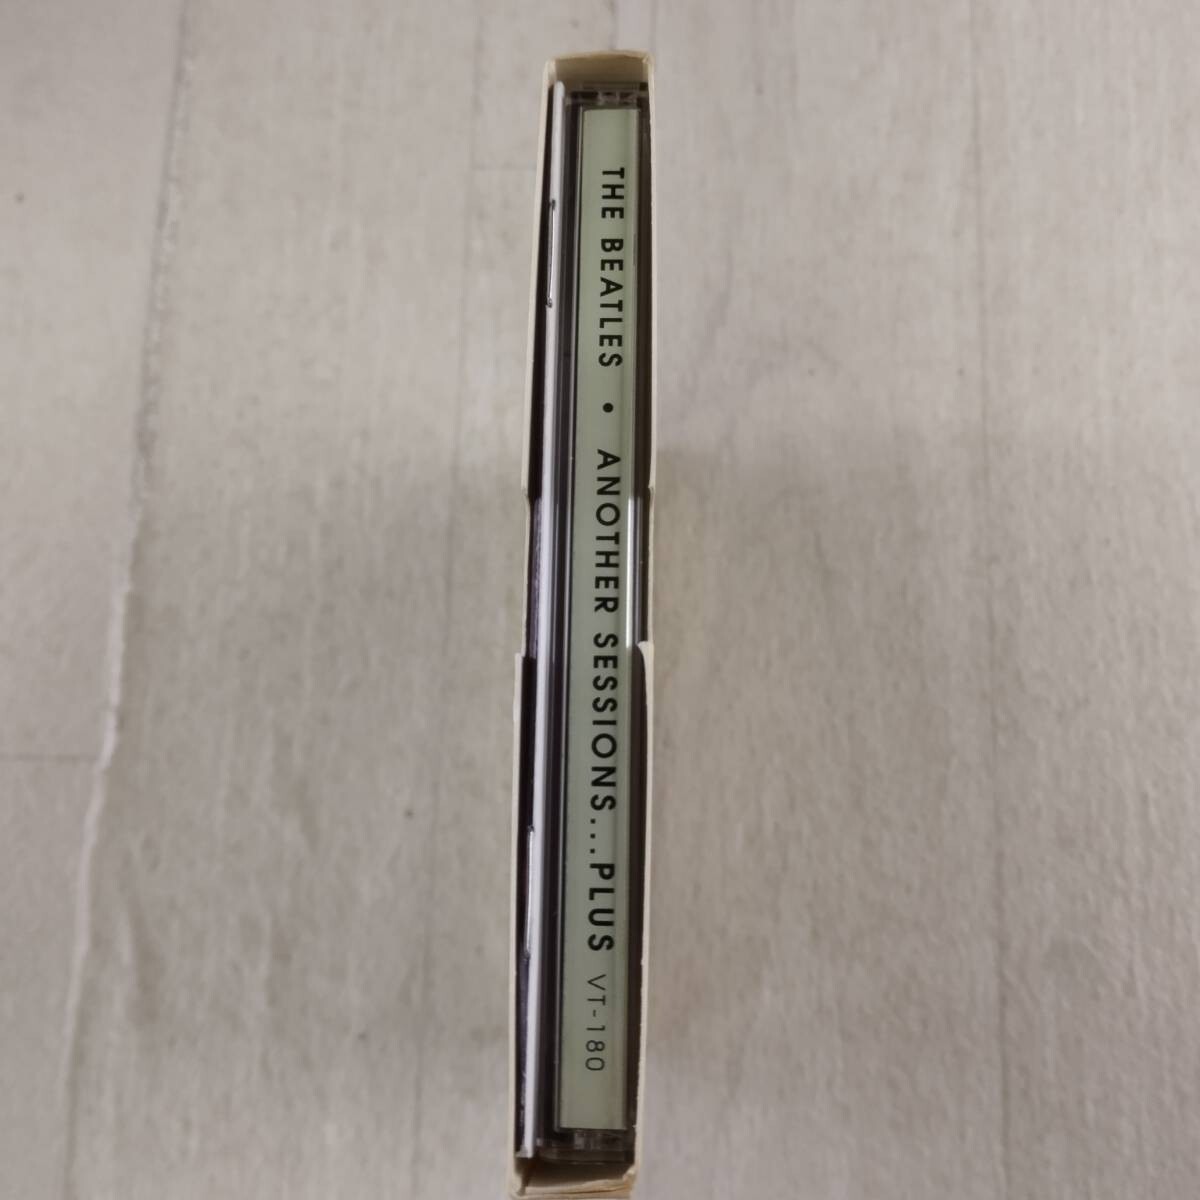 THE BEATLES • ANOTHER SESSIONS...PLUS VT-180